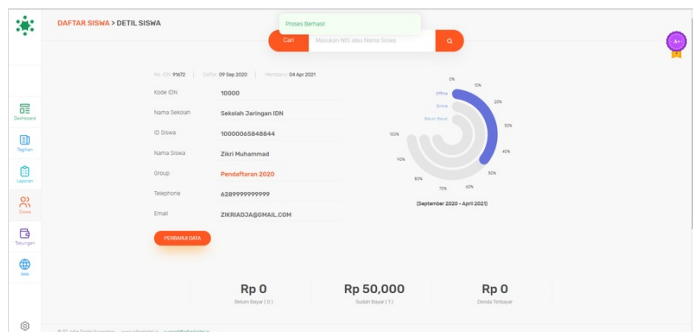 DAFTAR SISWA > DETIL SISWA
Proses Berhasil
Cari
Masukan NIS atau Nama Siswa
A+
No. IDN 91672 Daftar 09 Sep 2020 Membaru 04 Apr 2021
Kode IDN 10000
Nama Sekolah Sekolah Jaringan IDN
ID Siswa 10000065848844
Nama Siswa Zikri Muhammad
Group Pendaftaran 2020
Telephone 6289999999999
Email ZIKRIADJA@GMAIL.COM
PERBARUI DATA
Dashboard
Tagihan
Laporan
Siswa
Tabungan
Web
Offline
Online
Belum Bayar
0%
10%
20%
30%
40%
50%
60%
70%
80%
90%
100%
(September 2020 - April 2021)
Rp 0
Belum Bayar ( 0 )
Rp 50,000
Sudah Bayar ( 1 )
Rp 0
Denda Terbayar